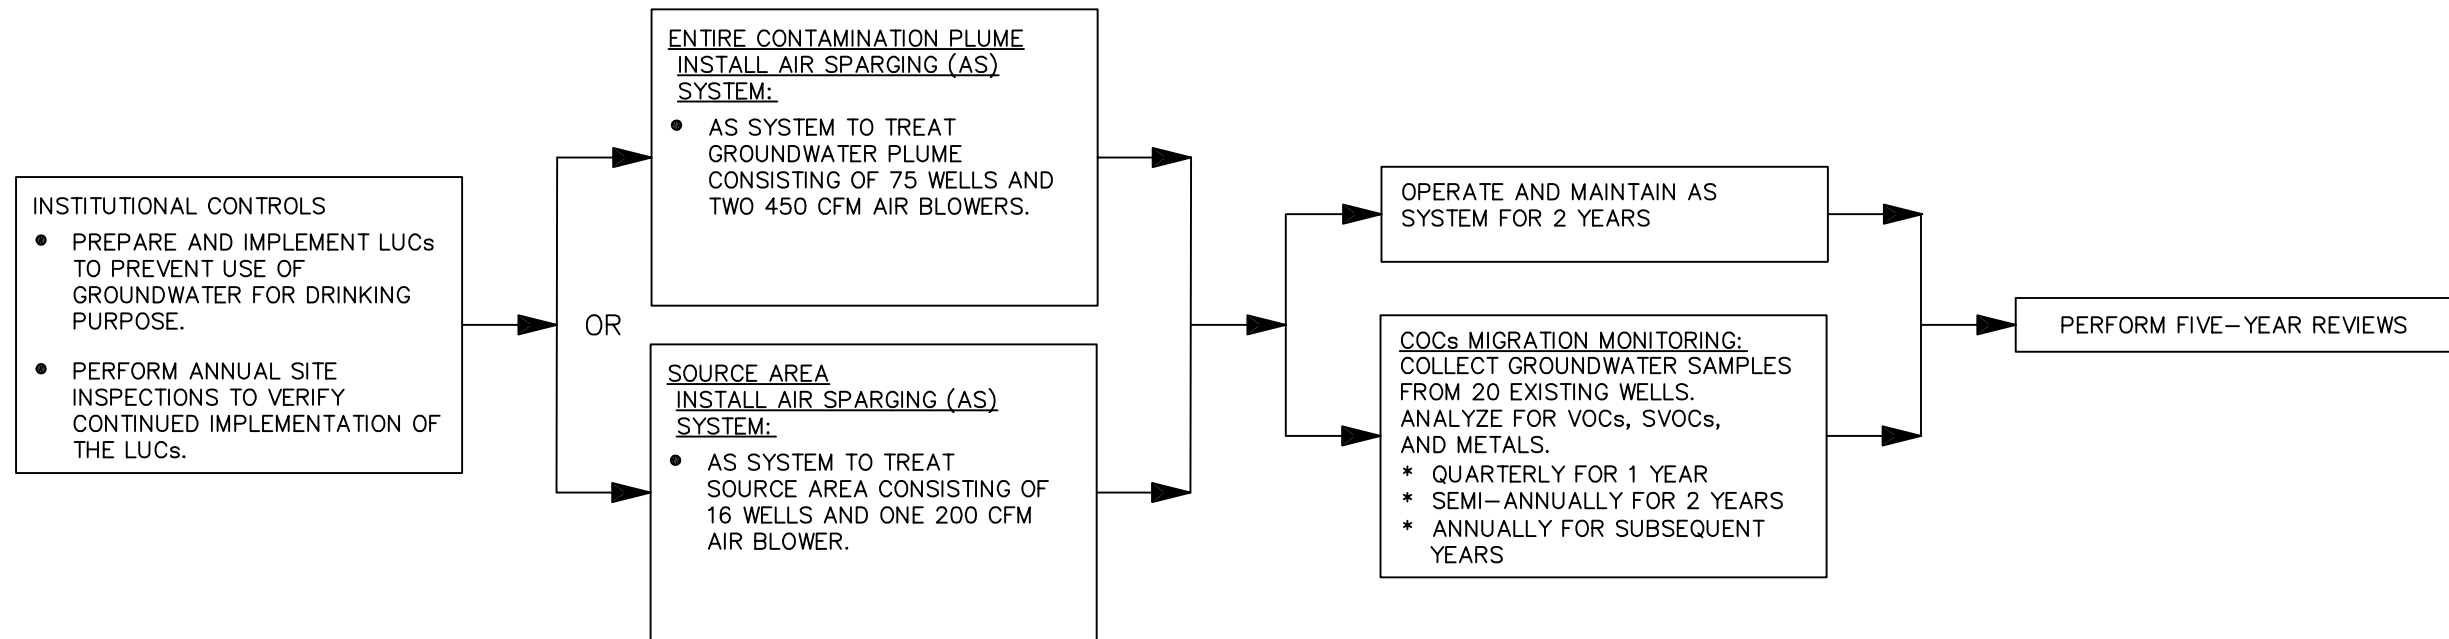 INSTITUTIONAL CONTROLS
● PREPARE AND IMPLEMENT LUCs
TO PREVENT USE OF
GROUNDWATER FOR DRINKING
PURPOSE.
● PERFORM ANNUAL SITE
INSPECTIONS TO VERIFY
CONTINUED IMPLEMENTATION OF
THE LUCs.
OR
ENTIRE CONTAMINATION PLUME
INSTALL AIR SPARGING (AS)
SYSTEM:
● AS SYSTEM TO TREAT
GROUNDWATER PLUME
CONSISTING OF 75 WELLS AND
TWO 450 CFM AIR BLOWERS.
SOURCE AREA
INSTALL AIR SPARGING (AS)
SYSTEM:
● AS SYSTEM TO TREAT
SOURCE AREA CONSISTING OF
16 WELLS AND ONE 200 CFM
AIR BLOWER.
OPERATE AND MAINTAIN AS
SYSTEM FOR 2 YEARS
COCs MIGRATION MONITORING:
COLLECT GROUNDWATER SAMPLES
FROM 20 EXISTING WELLS.
ANALYZE FOR VOCs, SVOCs,
AND METALS.
* QUARTERLY FOR 1 YEAR
* SEMI-ANNUALLY FOR 2 YEARS
* ANNUALLY FOR SUBSEQUENT
YEARS
PERFORM FIVE-YEAR REVIEWS